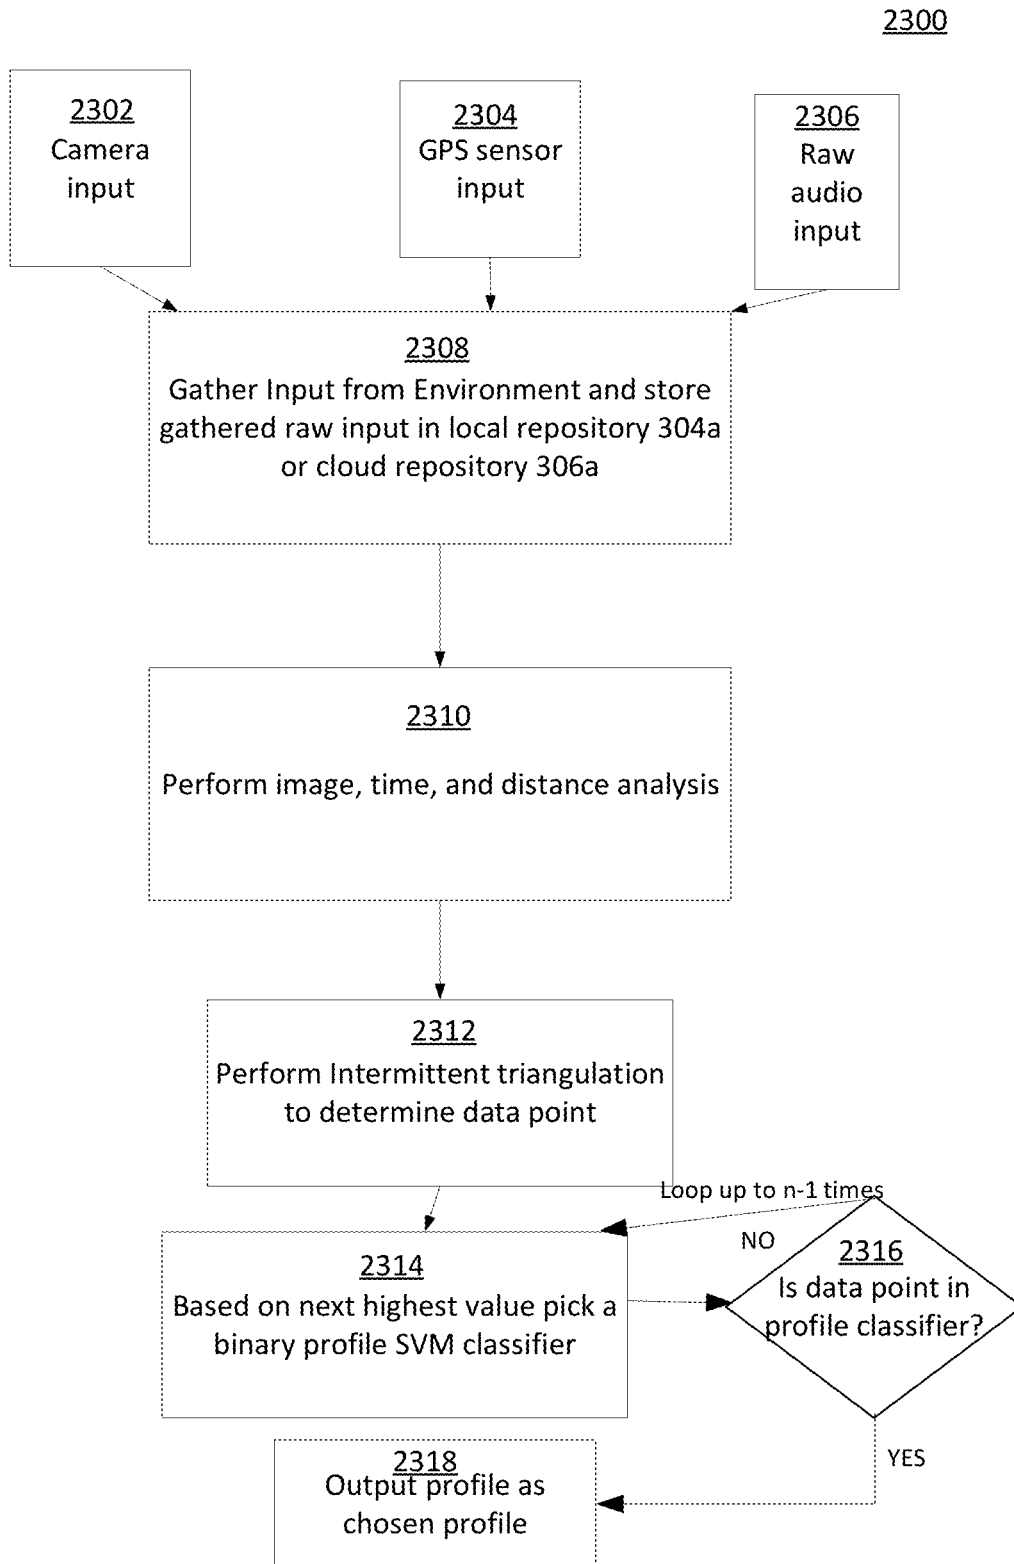 2300
2302
Camera
input
2304
GPS sensor
input
2306
Raw
audio
input
2308
Gather Input from Environment and store
gathered raw input in local repository 304a
or cloud repository 306a
2310
Perform image, time, and distance analysis
2312
Perform Intermittent triangulation
to determine data point
Loop up to n-1 times
NO
2314
Based on next highest value pick a
binary profile SVM classifier
2316
Is data point in
profile classifier?
YES
2318
Output profile as
chosen profile